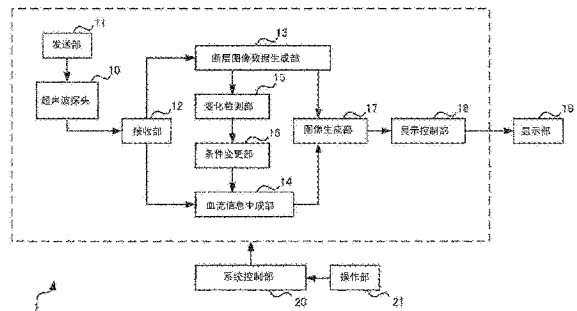 11
发送部
10
超声波探头
12
接收部
13
断层图像数据生成部
15
变化检测部
16
条件变更部
14
血流信息生成部
17
图像生成部
18
显示控制部
19
显示部
系统控制部
20
操作部
21